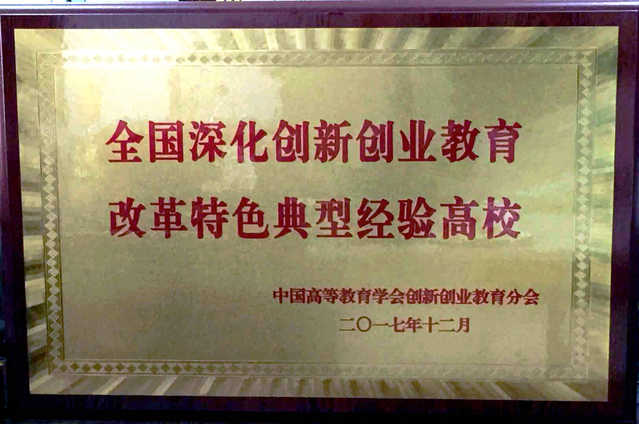 全国深化创新创业教育
改革特色典型经验高校
中国高等教育学会创新创业教育分会
二〇一七年十二月